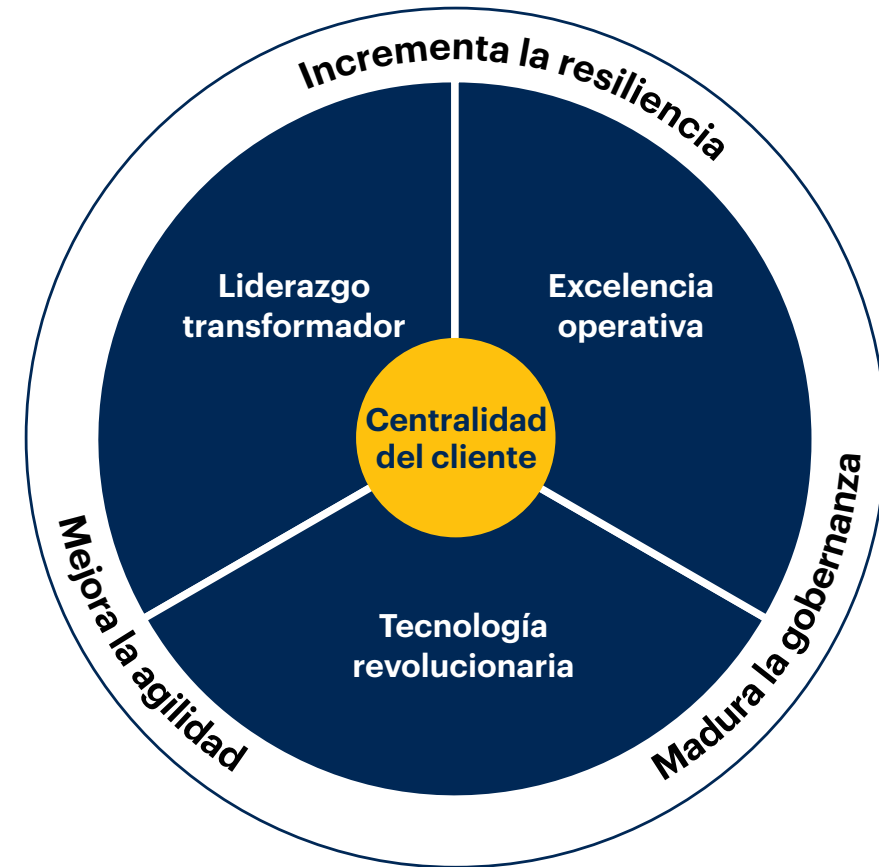 Incrementa la resiliencia
Liderazgo
transformador
Excelencia
operativa
Centralidad
del cliente
Tecnología
revolucionaria
Mejora la agilidad
Madura la gobernanza